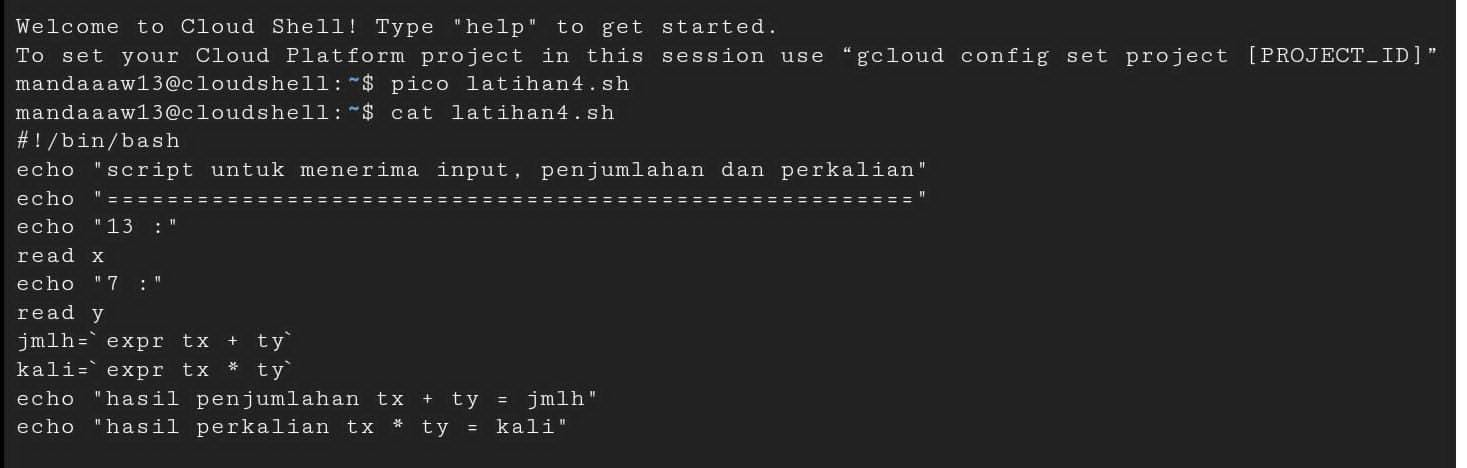 Welcome to Cloud Shell! Type "help" to get started.
To set your Cloud Platform project in this session use “gcloud config set project [PROJECT_ID]”
mandaaaw13@cloudshell:~$ pico latihan4.sh
mandaaaw13@cloudshell:~$ cat latihan4.sh
#!/bin/bash
echo "script untuk menerima input, penjumlahan dan perkalian"
echo "======================================================"
echo "13 :"
read x
echo "7 :"
read y
jmlh=`expr tx + ty`
kali=`expr tx * ty`
echo "hasil penjumlahan tx + ty = jmlh"
echo "hasil perkalian tx * ty = kali"